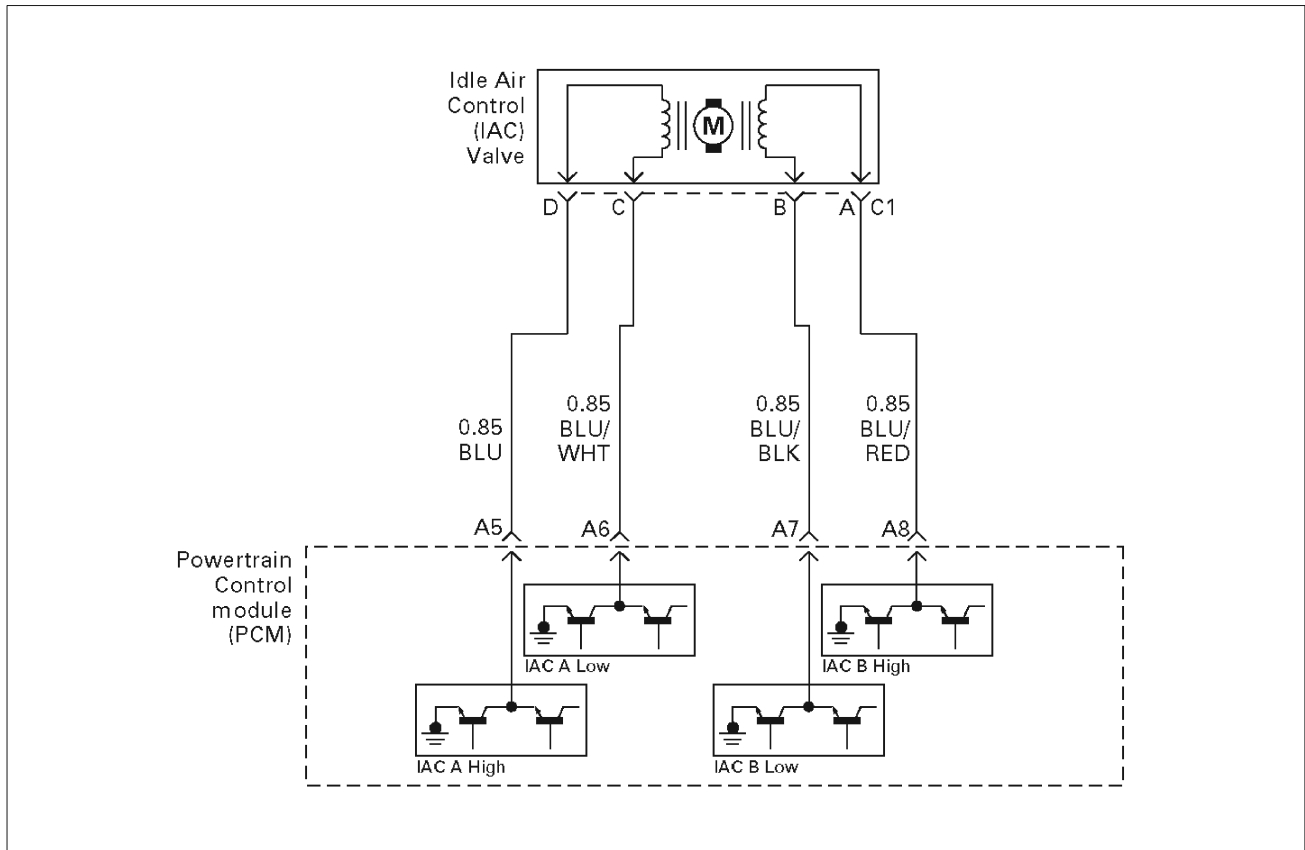 Idle Air
Control
(IAC)
Valve
M
D
C
B
A
C1
0.85
BLU
0.85
BLU/
WHT
0.85
BLU/
BLK
0.85
BLU/
RED
A5
A6
A7
A8
Powertrain
Control
module
(PCM)
IAC A Low
IAC B High
IAC A High
IAC B Low